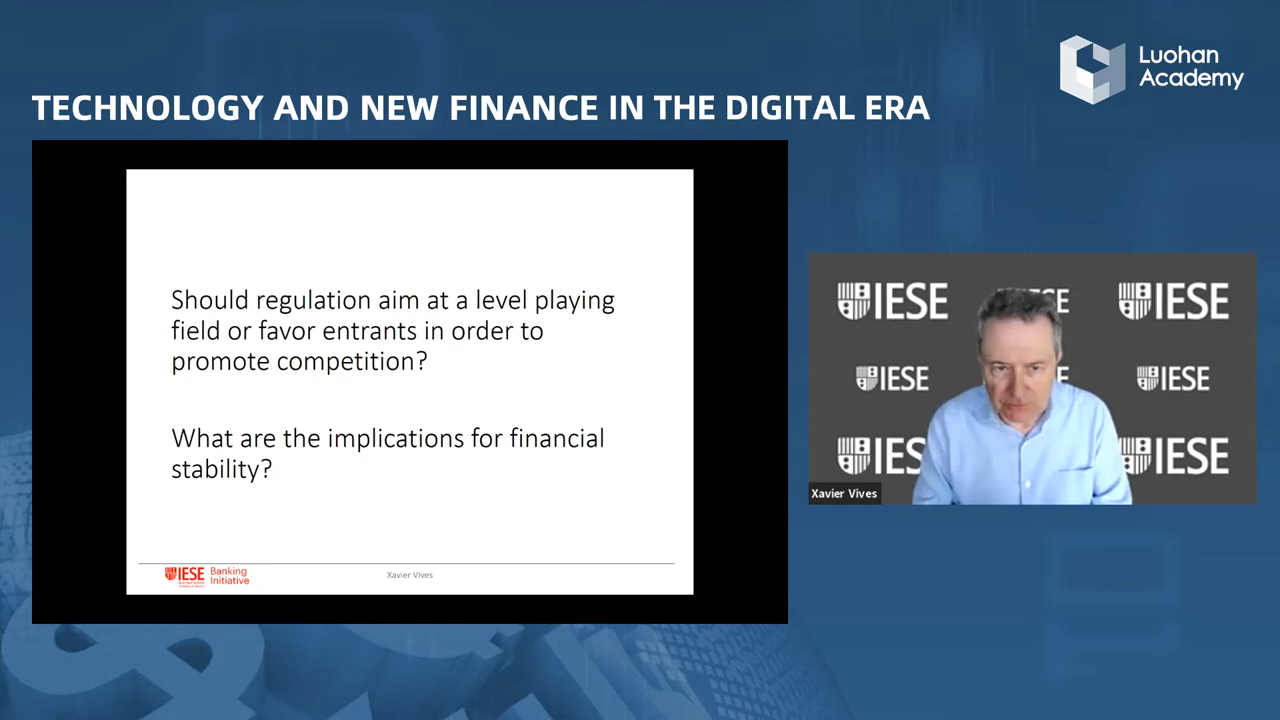 Luohan
Academy
TECHNOLOGY AND NEW FINANCE IN THE DIGITAL ERA
Should regulation aim at a level playing
field or favor entrants in order to
promote competition?
What are the implications for financial
stability?
IESE
Banking
Initiative
Xavier Vives
IESE
ESE
IESE
IESE
E
IESE
IES
IESE
Xavier Vives